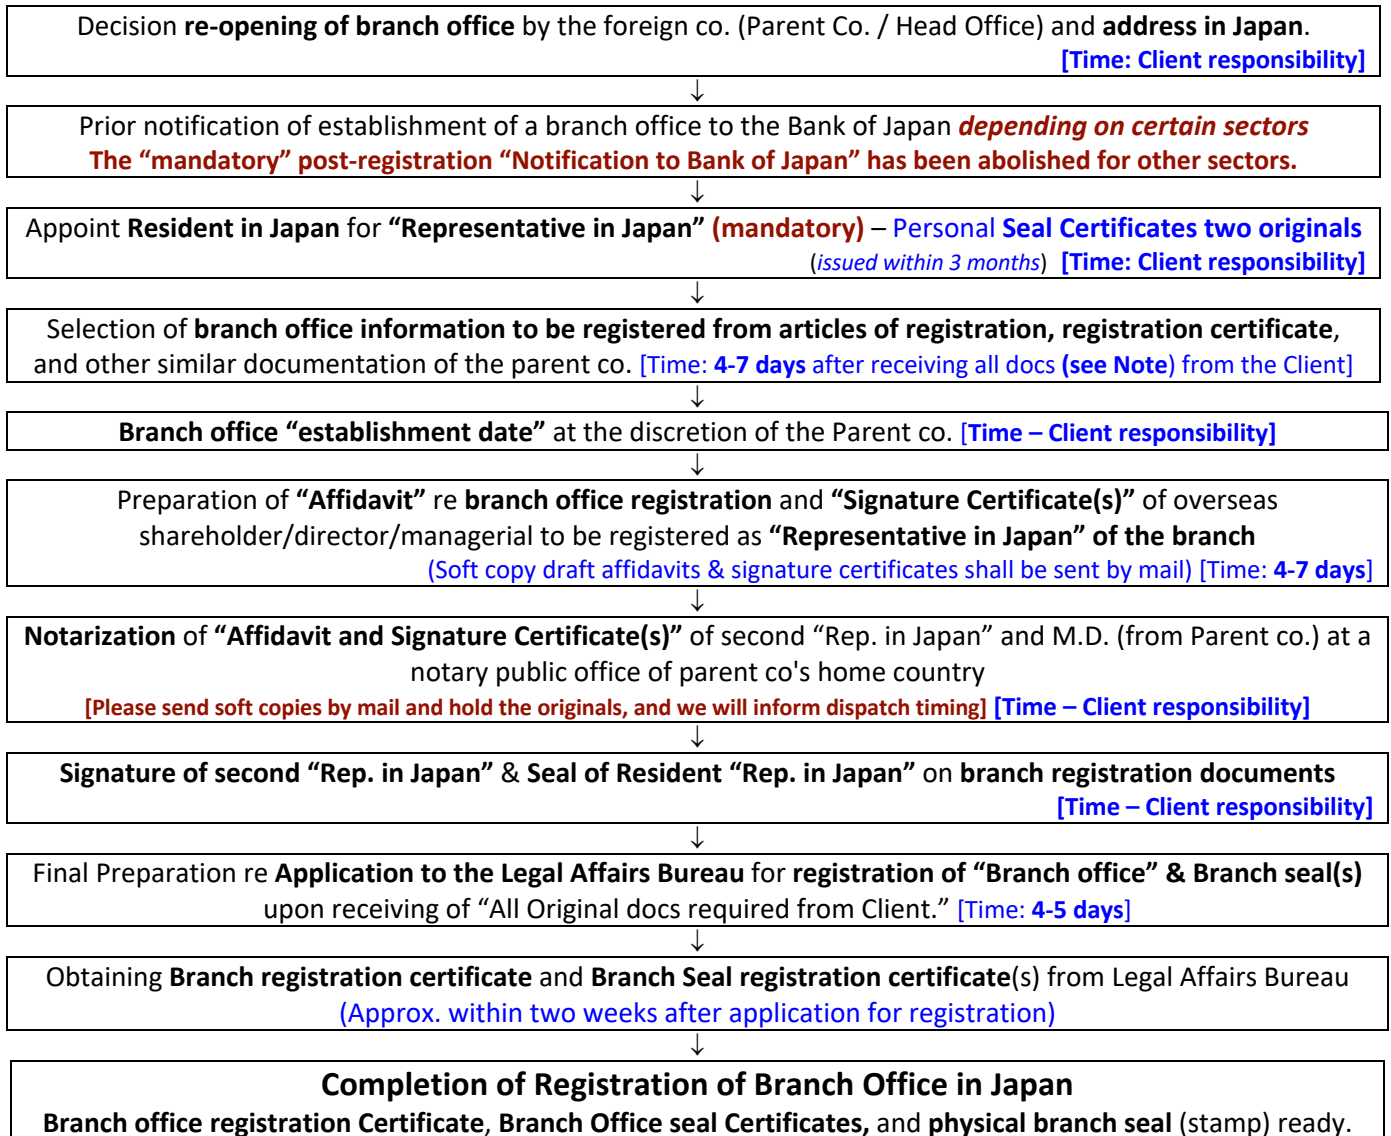 Decision re-opening of branch office by the foreign co. (Parent Co. / Head Office) and address in Japan.
[Time: Client responsibility]
↓
Prior notification of establishment of a branch office to the Bank of Japan depending on certain sectors
The “mandatory” post-registration “Notification to Bank of Japan” has been abolished for other sectors.
↓
Appoint Resident in Japan for “Representative in Japan” (mandatory) – Personal Seal Certificates two originals
(issued within 3 months) [Time: Client responsibility]
↓
Selection of branch office information to be registered from articles of registration, registration certificate,
and other similar documentation of the parent co. [Time: 4-7 days after receiving all docs (see Note) from the Client]
↓
Branch office “establishment date” at the discretion of the Parent co. [Time – Client responsibility]
↓
Preparation of “Affidavit” re branch office registration and “Signature Certificate(s)” of overseas
shareholder/director/managerial to be registered as “Representative in Japan” of the branch
(Soft copy draft affidavits & signature certificates shall be sent by mail) [Time: 4-7 days]
↓
Notarization of “Affidavit and Signature Certificate(s)” of second “Rep. in Japan” and M.D. (from Parent co.) at a
notary public office of parent co's home country
[Please send soft copies by mail and hold the originals, and we will inform dispatch timing] [Time – Client responsibility]
↓
Signature of second “Rep. in Japan” & Seal of Resident “Rep. in Japan” on branch registration documents
[Time – Client responsibility]
↓
Final Preparation re Application to the Legal Affairs Bureau for registration of “Branch office” & Branch seal(s)
upon receiving of “All Original docs required from Client.” [Time: 4-5 days]
↓
Obtaining Branch registration certificate and Branch Seal registration certificate(s) from Legal Affairs Bureau
(Approx. within two weeks after application for registration)
↓
Completion of Registration of Branch Office in Japan
Branch office registration Certificate, Branch Office seal Certificates, and physical branch seal (stamp) ready.